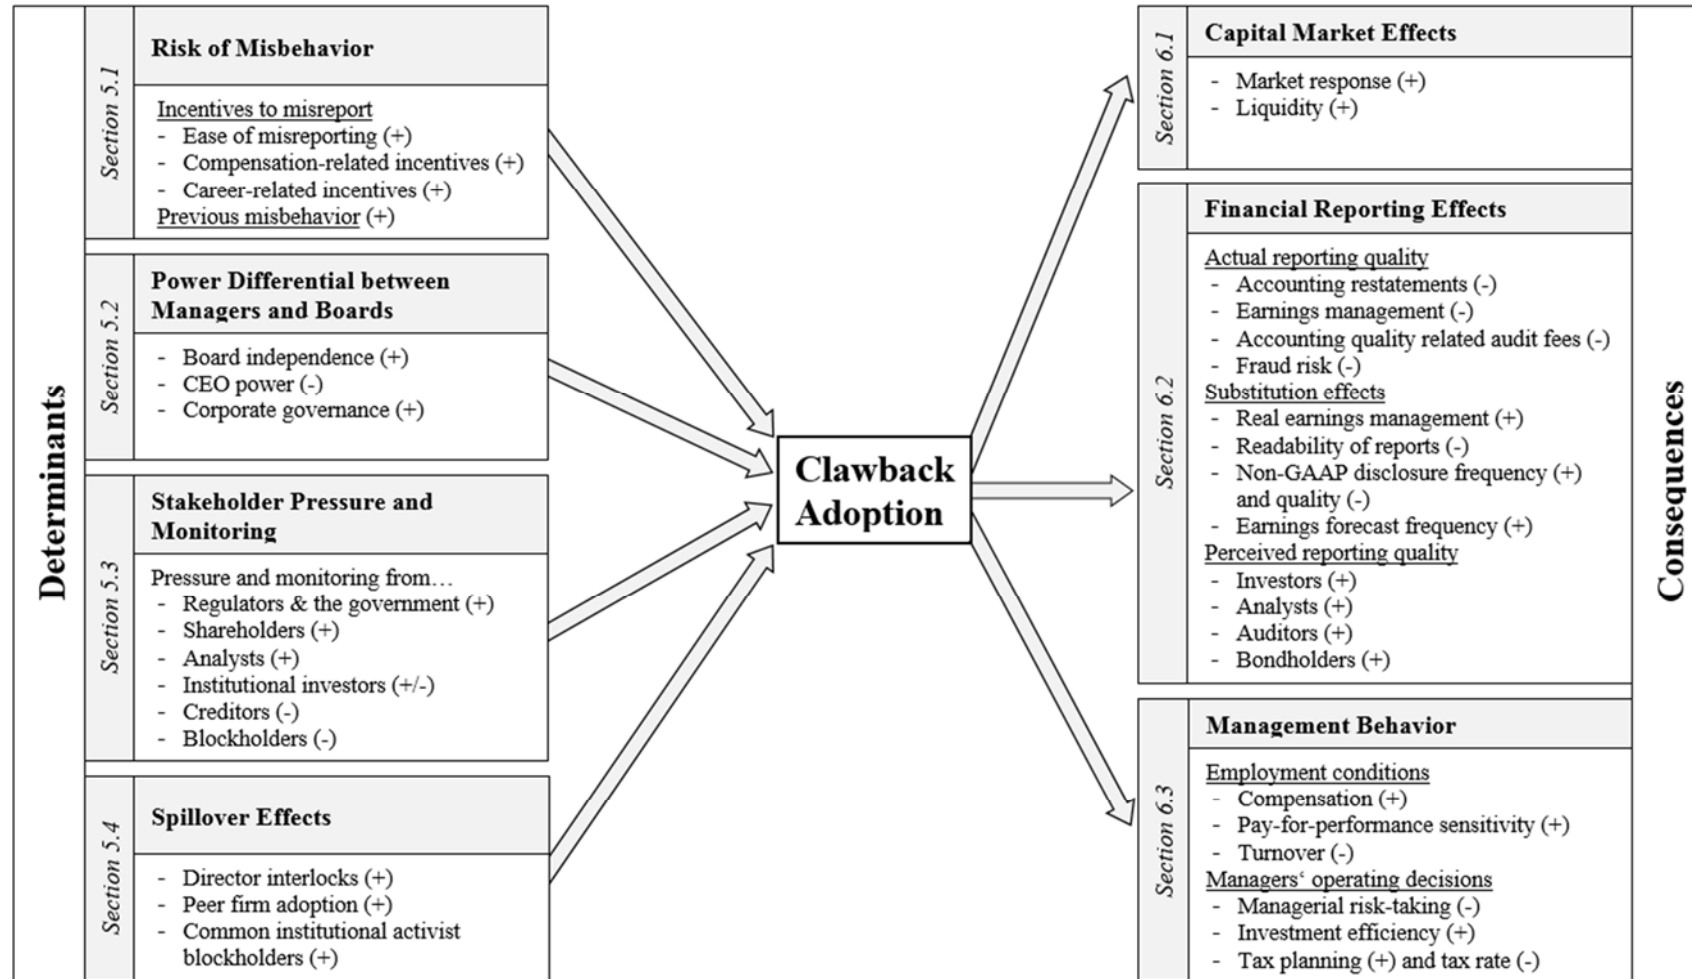 Determinants
Section 5.1
Risk of Misbehavior
Incentives to misreport
- Ease of misreporting (+)
- Compensation-related incentives (+)
- Career-related incentives (+)
Previous misbehavior (+)
Section 5.2
Power Differential between
Managers and Boards
- Board independence (+)
- CEO power (-)
- Corporate governance (+)
Section 5.3
Stakeholder Pressure and
Monitoring
Pressure and monitoring from…
- Regulators & the government (+)
- Shareholders (+)
- Analysts (+)
- Institutional investors (+/-)
- Creditors (-)
- Blockholders (-)
Section 5.4
Spillover Effects
- Director interlocks (+)
- Peer firm adoption (+)
- Common institutional activist
blockholders (+)
Clawback
Adoption
Section 6.1
Capital Market Effects
- Market response (+)
- Liquidity (+)
Section 6.2
Financial Reporting Effects
Actual reporting quality
- Accounting restatements (-)
- Earnings management (-)
- Accounting quality related audit fees (-)
- Fraud risk (-)
Substitution effects
- Real earnings management (+)
- Readability of reports (-)
- Non-GAAP disclosure frequency (+)
and quality (-)
- Earnings forecast frequency (+)
Perceived reporting quality
- Investors (+)
- Analysts (+)
- Auditors (+)
- Bondholders (+)
Section 6.3
Management Behavior
Employment conditions
- Compensation (+)
- Pay-for-performance sensitivity (+)
- Turnover (-)
Managers‘ operating decisions
- Managerial risk-taking (-)
- Investment efficiency (+)
- Tax planning (+) and tax rate (-)
Consequences